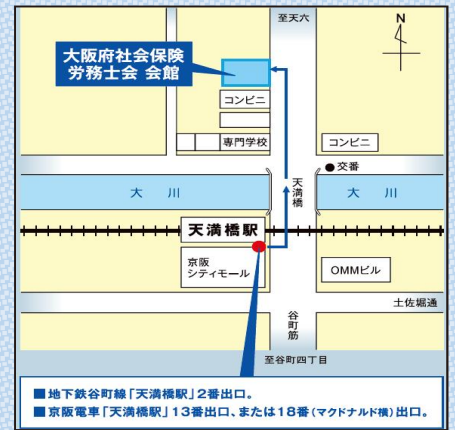 至天六
N
大阪府社会保険
労務士会 会館
コンビニ
専門学校
コンビニ
交番
大川
天満橋
大川
天満橋駅
京阪
シティモール
OMMビル
土佐堀通
谷町筋
至谷町四丁目
■地下鉄谷町線「天満橋駅」2番出口。
■京阪電車「天満橋駅」13番出口、または18番(マクドナルド横)出口。